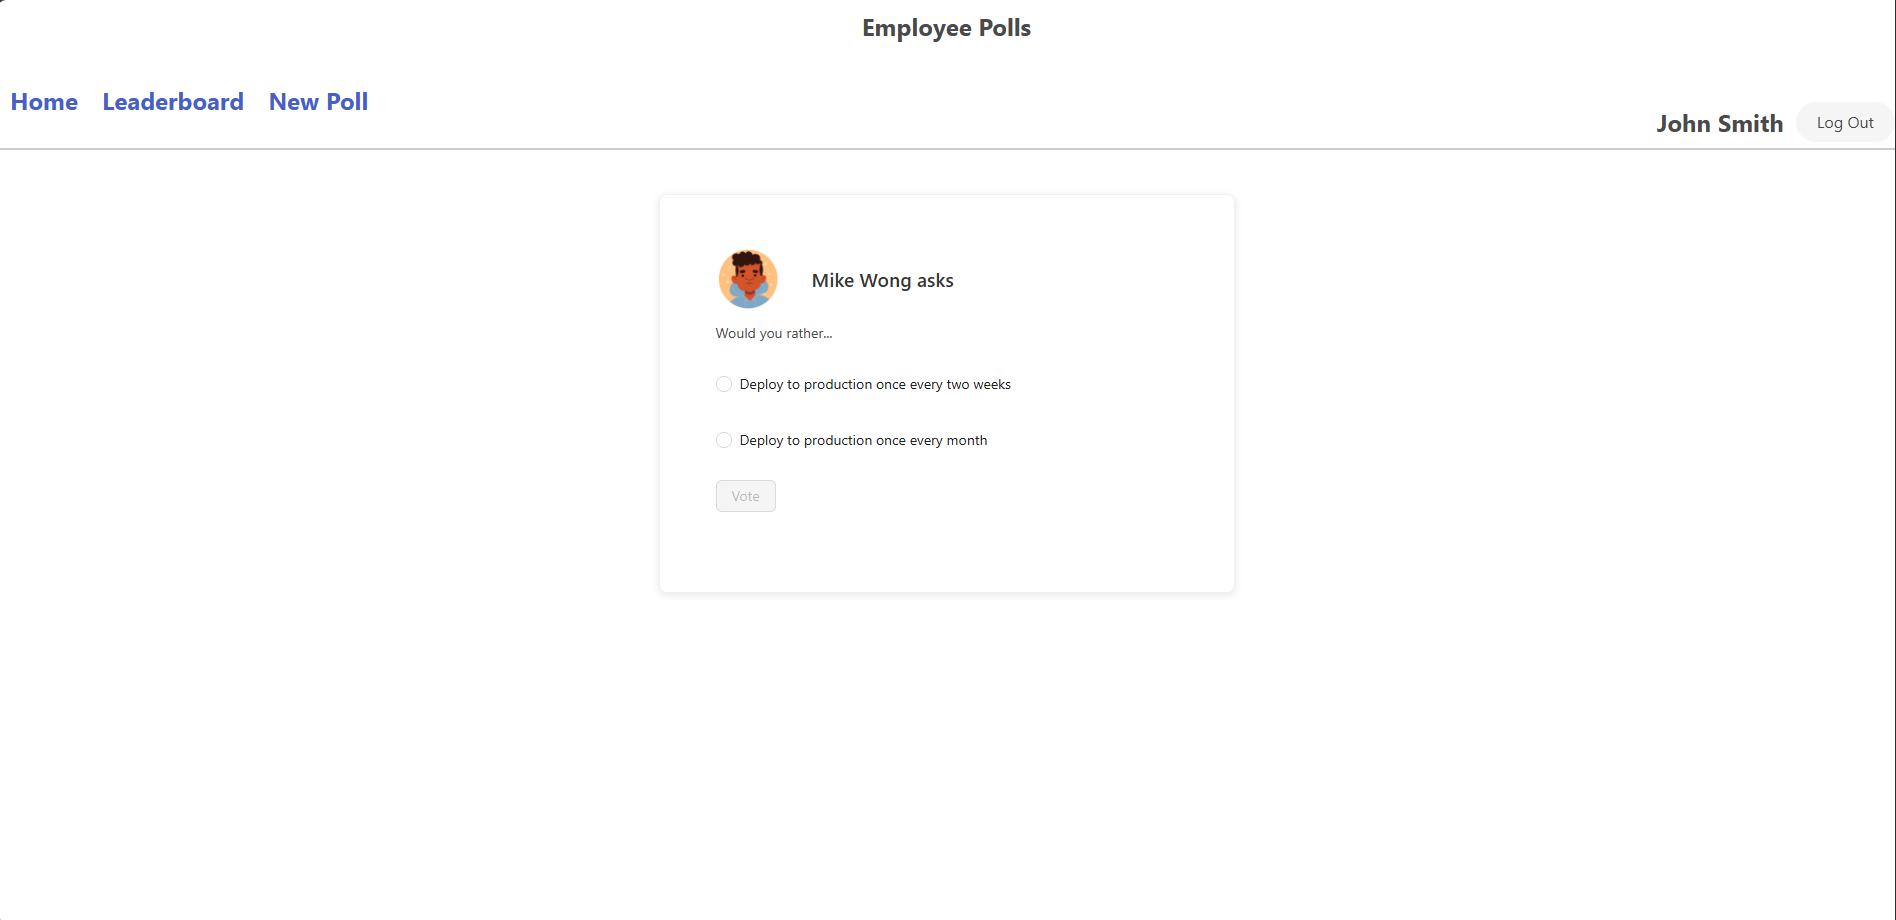 Employee Polls
Home Leaderboard New Poll
John Smith Log Out
Mike Wong asks
Would you rather...
Deploy to production once every two weeks
Deploy to production once every month
Vote